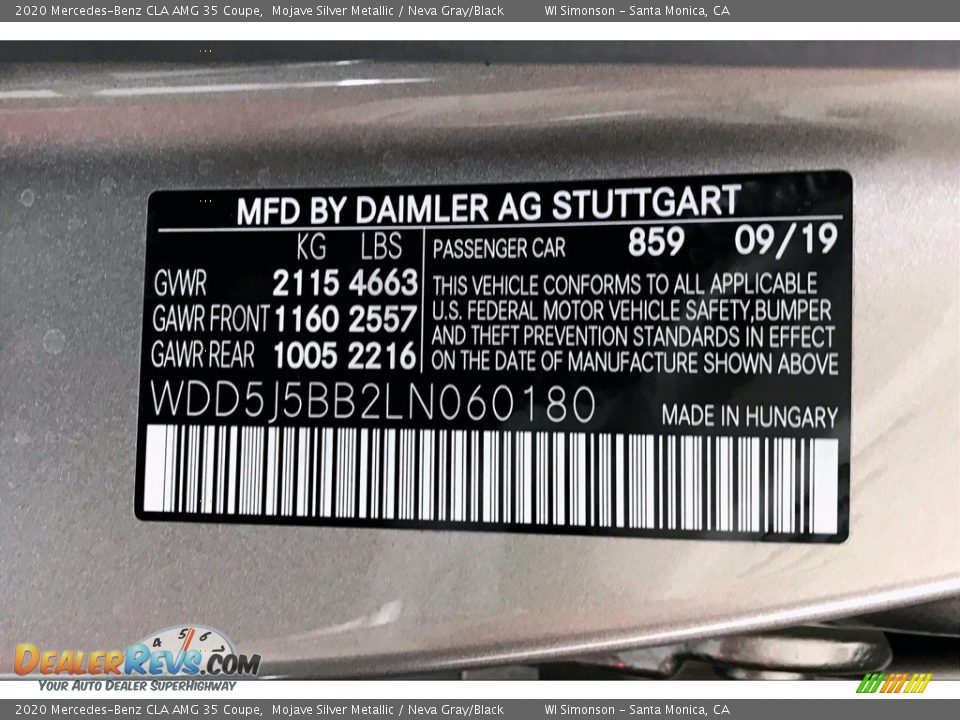 2020 Mercedes-Benz CLA AMG 35 Coupe, Mojave Silver Metallic / Neva Gray/Black WI Simonson - Santa Monica, CA
MFD BY DAIMLER AG STUTTGART
KG LBS
GVWR 2115 4663
GAWR FRONT 1160 2557
GAWR REAR 1005 2216
PASSENGER CAR 859 09/19
THIS VEHICLE CONFORMS TO ALL APPLICABLE
U.S. FEDERAL MOTOR VEHICLE SAFETY,BUMPER
AND THEFT PREVENTION STANDARDS IN EFFECT
ON THE DATE OF MANUFACTURE SHOWN ABOVE
WDD5J5BB2LN060180
MADE IN HUNGARY
4 5 6
DEALERREVS.COM
YOUR AUTO DEALER SUPERHIGHWAY
2020 Mercedes-Benz CLA AMG 35 Coupe, Mojave Silver Metallic / Neva Gray/Black WI Simonson - Santa Monica, CA